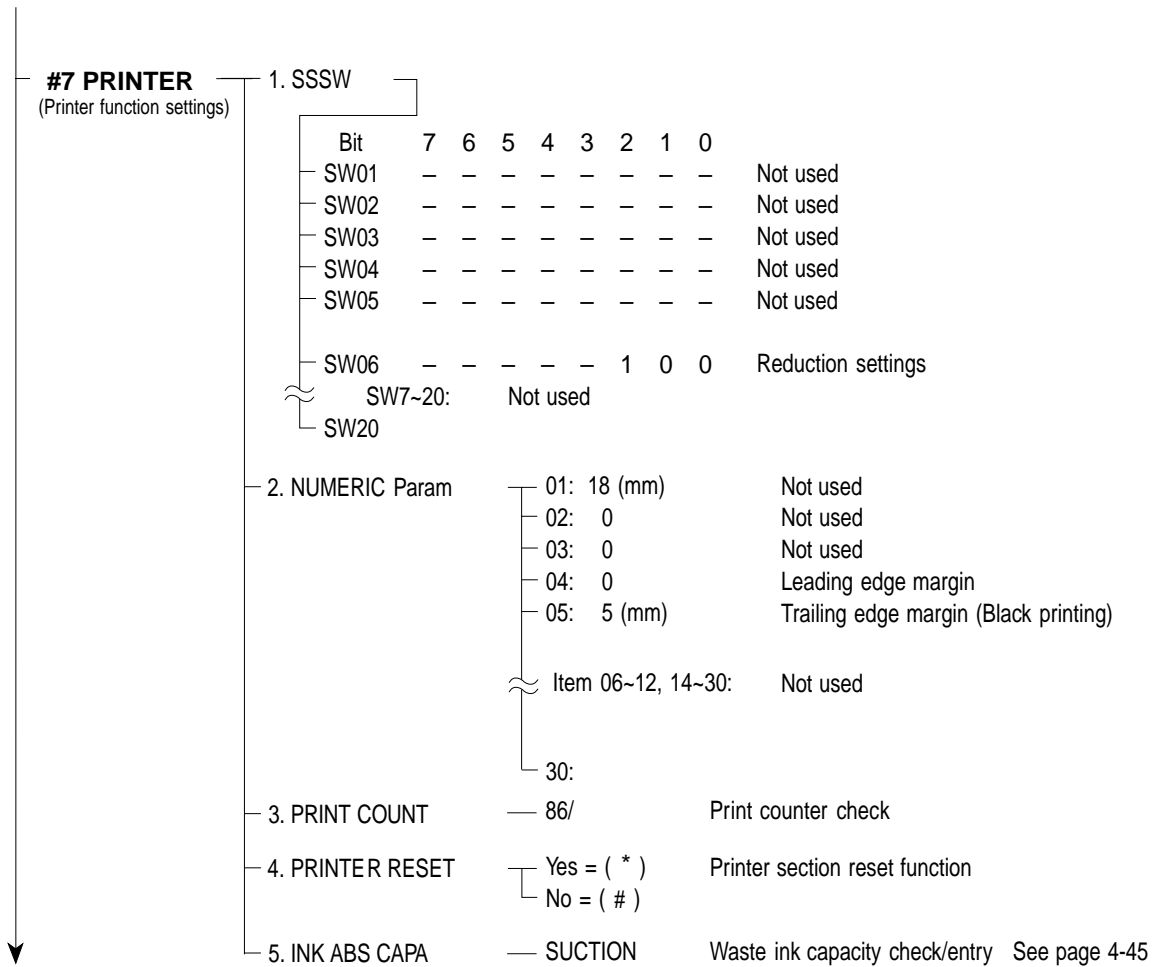 #7 PRINTER 1. SSSW
(Printer function settings)
Bit 7 6 5 4 3 2 1 0
SW01 – – – – – – – – Not used
SW02 – – – – – – – – Not used
SW03 – – – – – – – – Not used
SW04 – – – – – – – – Not used
SW05 – – – – – – – – Not used
SW06 – – – – – 1 0 0 Reduction settings
SW7~20: Not used
SW20
2. NUMERIC Param 01: 18 (mm) Not used
02: 0 Not used
03: 0 Not used
04: 0 Leading edge margin
05: 5 (mm) Trailing edge margin (Black printing)
Item 06~12, 14~30: Not used
30:
3. PRINT COUNT 86/ Print counter check
4. PRINTER RESET Yes = ( * ) Printer section reset function
No = ( # )
5. INK ABS CAPA SUCTION Waste ink capacity check/entry See page 4-45